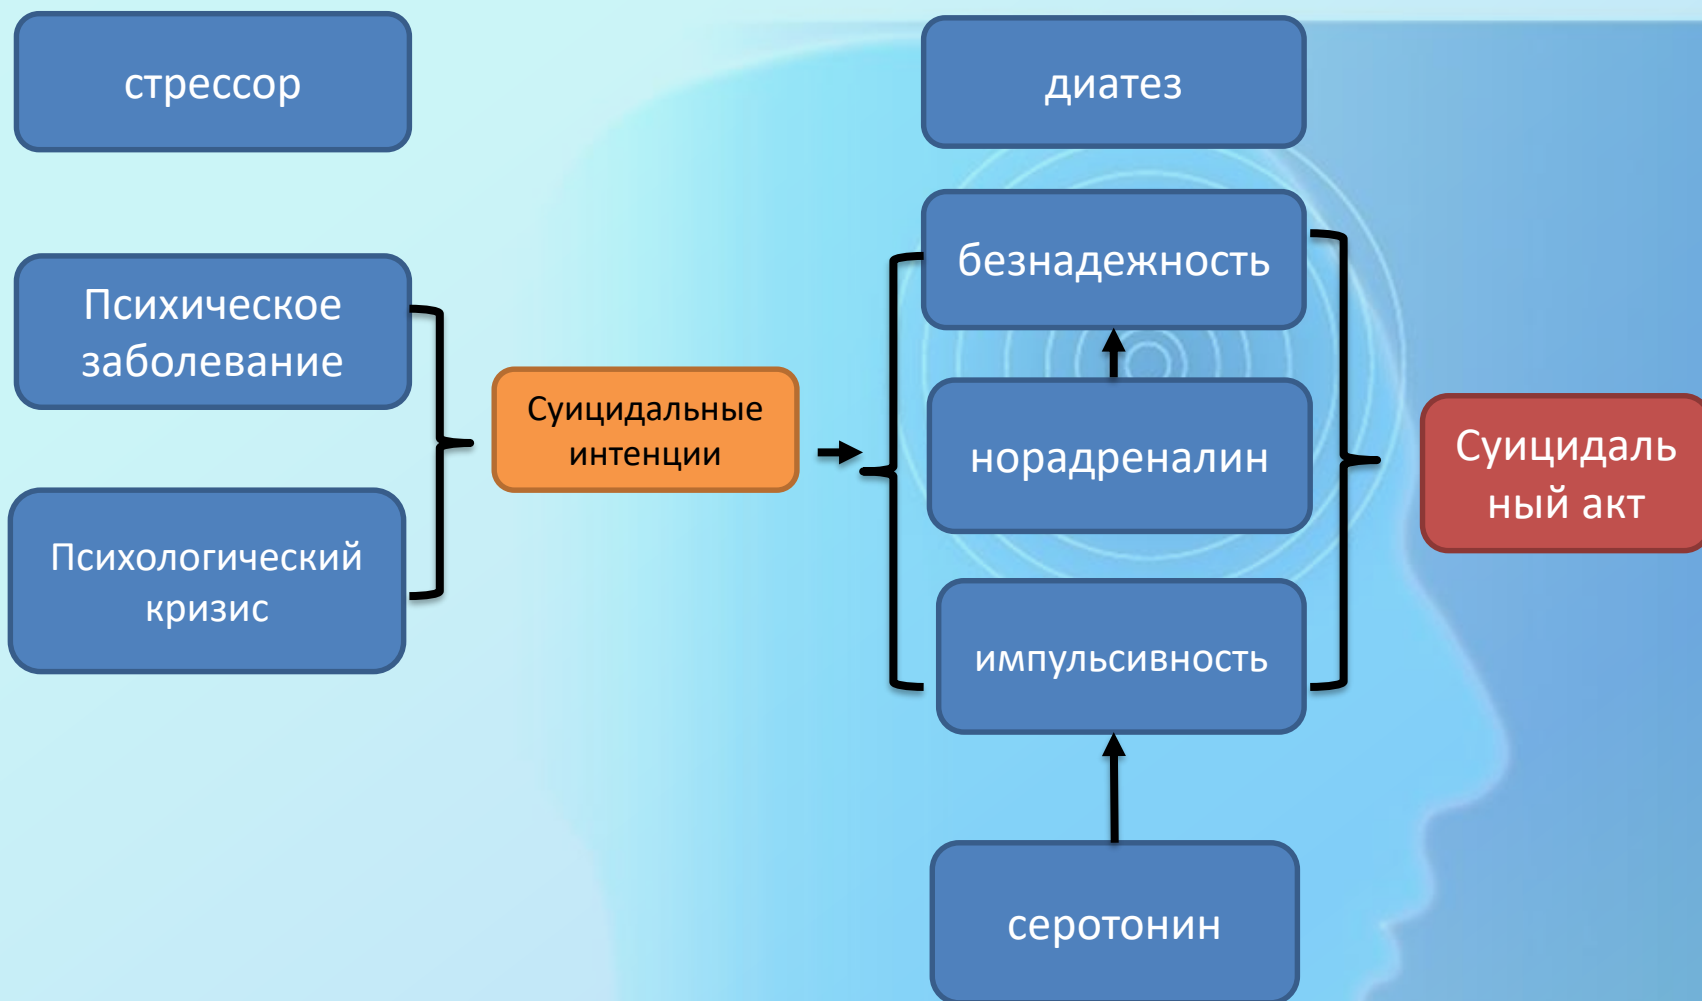 стрессор
диатез
безнадежность
Психическое
заболевание
Суицидальные
интенции
норадреналин
Суицидаль
ный акт
Психологический
кризис
импульсивность
серотонин